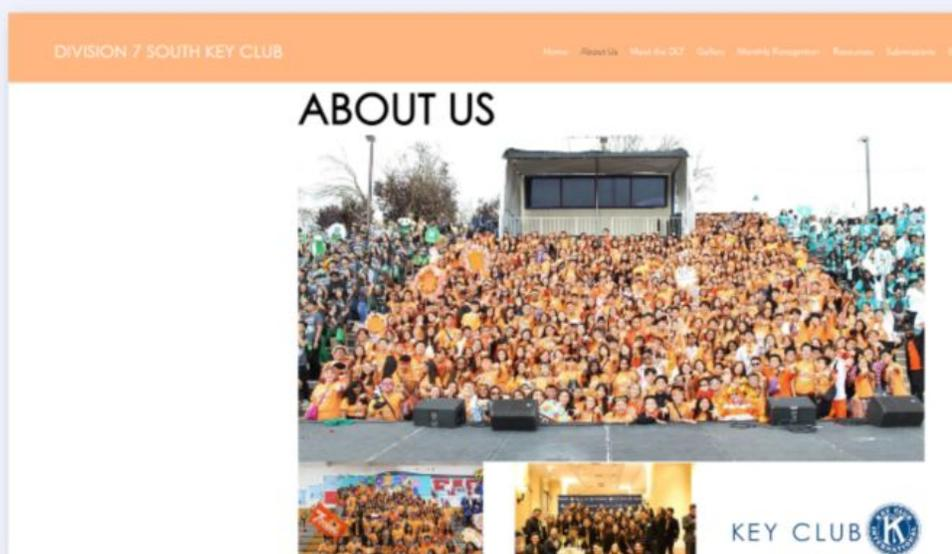 DIVISION 7 SOUTH KEY CLUB
Home About Us Meet the DLT Gallery Monthly Recognition Resources Submissions
ABOUT US
KEY CLUB
K